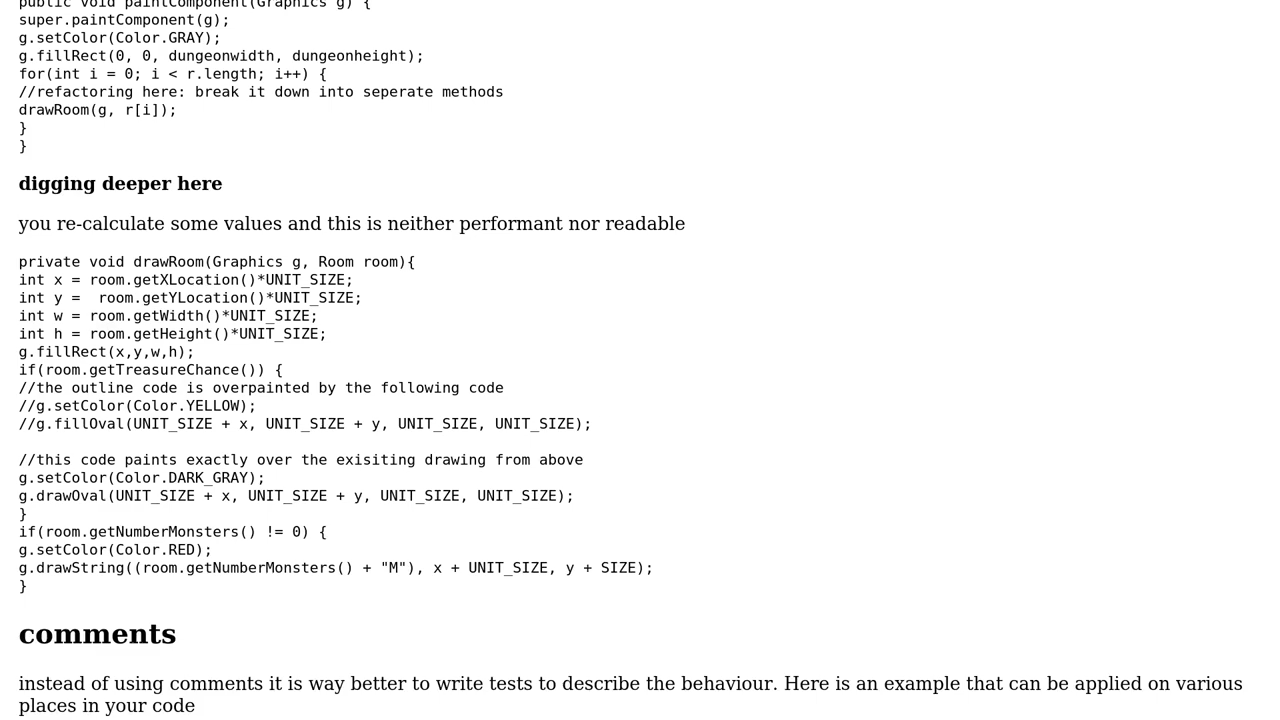 public void paintComponent(Graphics g) {
super.paintComponent(g);
g.setColor(Color.GRAY);
g.fillRect(0, 0, dungeonwidth, dungeonheight);
for(int i = 0; i < r.length; i++) {
//refactoring here: break it down into seperate methods
drawRoom(g, r[i]);
}
}
digging deeper here
you re-calculate some values and this is neither performant nor readable
private void drawRoom(Graphics g, Room room){
int x = room.getXLocation()*UNIT_SIZE;
int y =  room.getYLocation()*UNIT_SIZE;
int w = room.getWidth()*UNIT_SIZE;
int h = room.getHeight()*UNIT_SIZE;
g.fillRect(x,y,w,h);
if(room.getTreasureChance()) {
//the outline code is overpainted by the following code
//g.setColor(Color.YELLOW);
//g.fillOval(UNIT_SIZE + x, UNIT_SIZE + y, UNIT_SIZE, UNIT_SIZE);
//this code paints exactly over the exisiting drawing from above
g.setColor(Color.DARK_GRAY);
g.drawOval(UNIT_SIZE + x, UNIT_SIZE + y, UNIT_SIZE, UNIT_SIZE);
}
if(room.getNumberMonsters() != 0) {
g.setColor(Color.RED);
g.drawString((room.getNumberMonsters() + "M"), x + UNIT_SIZE, y + SIZE);
}
comments
instead of using comments it is way better to write tests to describe the behaviour. Here is an example that can be applied on various
places in your code